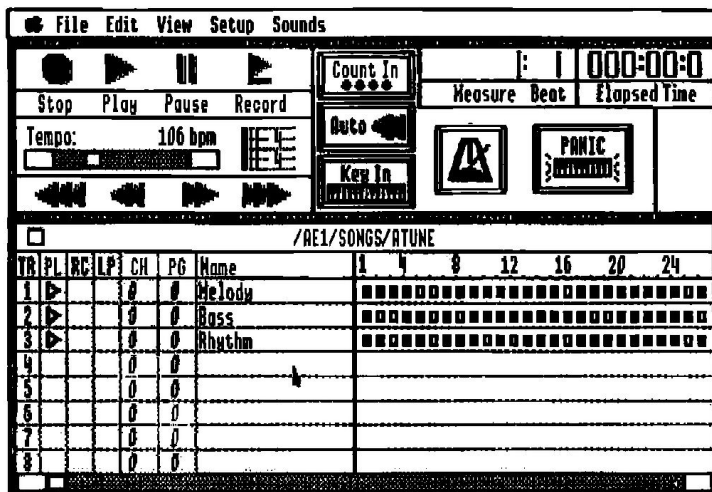 File Edit View Setup Sounds
Count In
1: 1
000:00:0
Stop Play Pause Record
Measure Beat
Elapsed Time
Tempo: 106 bpm
Auto
PANIC
Key In
/AE1/SONGS/ATUNE
TR PL RC LP CH PG Name 1 4 8 12 16 20 24
1 0 0 Melody
2 0 0 Bass
3 0 0 Rhythm
4 0 0
5 0 0
6 0 0
7 0 0
8 0 0